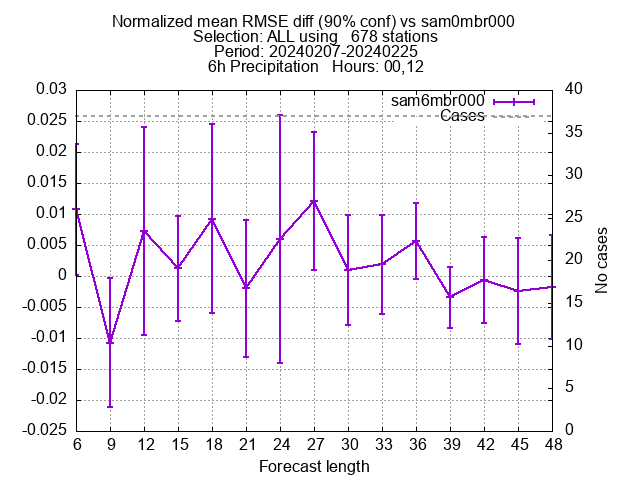 Normalized mean RMSE diff (90% conf) vs sam0mbr000
Selection: ALL using   678 stations
Period: 20240207-20240225
6h Precipitation   Hours: 00,12
sam6mbr000
Cases
0.03
0.025
0.02
0.015
0.01
0.005
0
-0.005
-0.01
-0.015
-0.02
-0.025
40
35
30
25
20
15
10
5
0
No cases
6 9 12 15 18 21 24 27 30 33 36 39 42 45 48
Forecast length